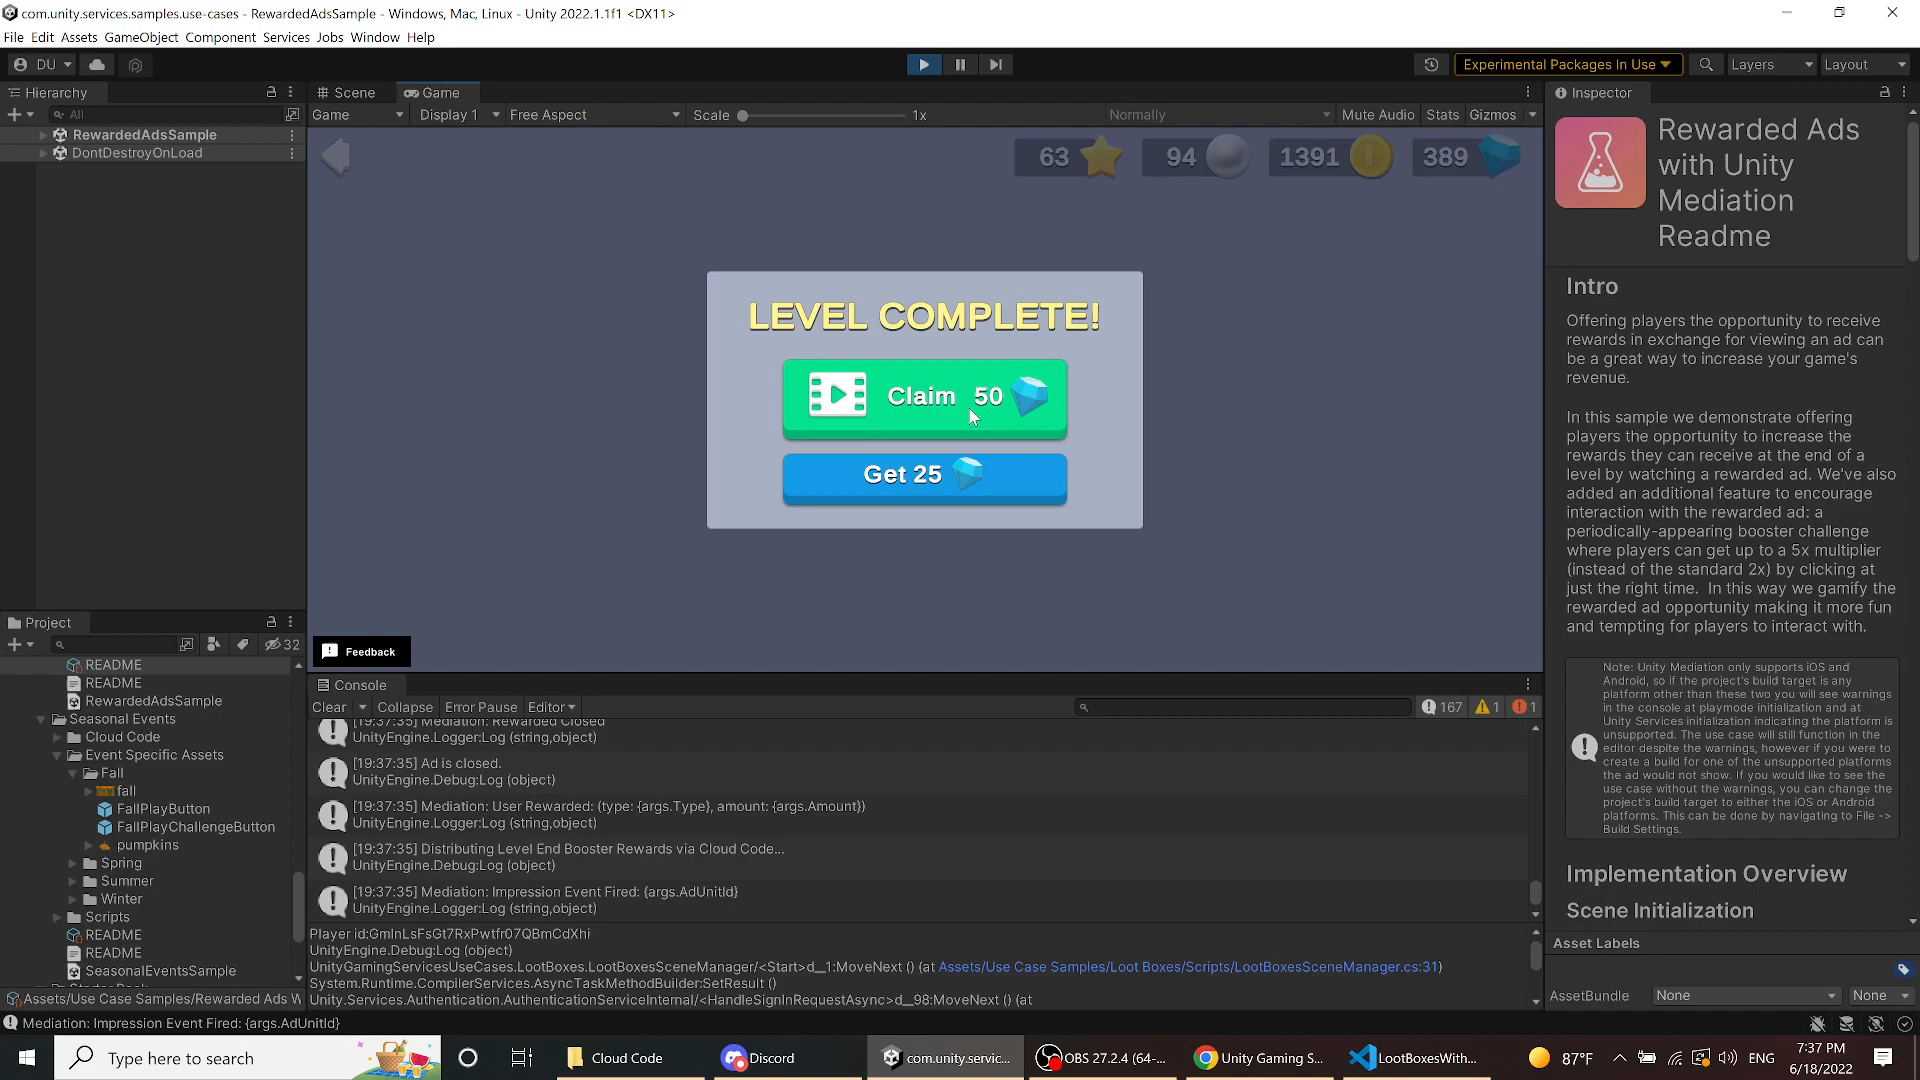 com.unity.services.samples.use-cases - RewardedAdsSample - Windows, Mac, Linux - Unity 2022.1.1f1 <DX11>
File Edit Assets GameObject Component Services Jobs Window Help
DU
Experimental Packages In Use
Layers
Layout
Hierarchy
All
RewardedAdsSample
DontDestroyOnLoad
Scene
Game
Game
Display 1
Free Aspect
Scale
1x
Normally
Mute Audio
Stats
Gizmos
63
94
1391
389
LEVEL COMPLETE!
Claim 50
Get 25
Feedback
Inspector
Rewarded Ads
with Unity
Mediation
Readme
Intro
Offering players the opportunity to receive
rewards in exchange for viewing an ad can
be a great way to increase your game's
revenue.
In this sample we demonstrate offering
players the opportunity to increase the
rewards they can receive at the end of a
level by watching a rewarded ad. We've also
added an additional feature to encourage
interaction with the rewarded ad: a
periodically-appearing booster challenge
where players can get up to a 5x multiplier
(instead of the standard 2x) by clicking at
just the right time. In this way we gamify the
rewarded ad opportunity making it more fun
and tempting for players to interact with.
Note: Unity Mediation only supports iOS and
Android, so if the project's build target is any
platform other than these two you will see warnings
in the console at playmode initialization and at
Unity Services initialization indicating the platform is
unsupported. The use case will still function in the
editor despite the warnings, however if you were to
create a build for one of the unsupported platforms
the ad would not show. If you would like to see the
use case without the warnings, you can change the
project's build target to either the iOS or Android
platforms. This can be done by navigating to File ->
Build Settings.
Implementation Overview
Scene Initialization
Asset Labels
AssetBundle
None
None
Project
32
README
README
RewardedAdsSample
Seasonal Events
Cloud Code
Event Specific Assets
Fall
fall
FallPlayButton
FallPlayChallengeButton
pumpkins
Spring
Summer
Winter
Scripts
README
README
SeasonalEventsSample
Assets/Use Case Samples/Rewarded Ads W
Console
Clear
Collapse
Error Pause
Editor
167
1
1
[19:37:35] Mediation: Rewarded Closed
UnityEngine.Logger:Log (string,object)
[19:37:35] Ad is closed.
UnityEngine.Debug:Log (object)
[19:37:35] Mediation: User Rewarded: (type: {args.Type}, amount: {args.Amount})
UnityEngine.Logger:Log (string,object)
[19:37:35] Distributing Level End Booster Rewards via Cloud Code...
UnityEngine.Debug:Log (object)
[19:37:35] Mediation: Impression Event Fired: {args.AdUnitId}
UnityEngine.Logger:Log (string,object)
Player id:GmInLsFsGt7RxPwtfr07QBmCdXhi
UnityEngine.Debug:Log (object)
UnityGamingServicesUseCases.LootBoxes.LootBoxesSceneManager/<Start>d__1:MoveNext () (at Assets/Use Case Samples/Loot Boxes/Scripts/LootBoxesSceneManager.cs:31)
System.Runtime.CompilerServices.AsyncTaskMethodBuilder:SetResult ()
Unity.Services.Authentication.AuthenticationServiceInternal/<HandleSignInRequestAsync>d__98:MoveNext () (at
Mediation: Impression Event Fired: {args.AdUnitId}
Type here to search
Cloud Code
Discord
com.unity.servic...
OBS 27.2.4 (64-...
Unity Gaming S...
LootBoxesWith...
87°F
ENG
7:37 PM
6/18/2022